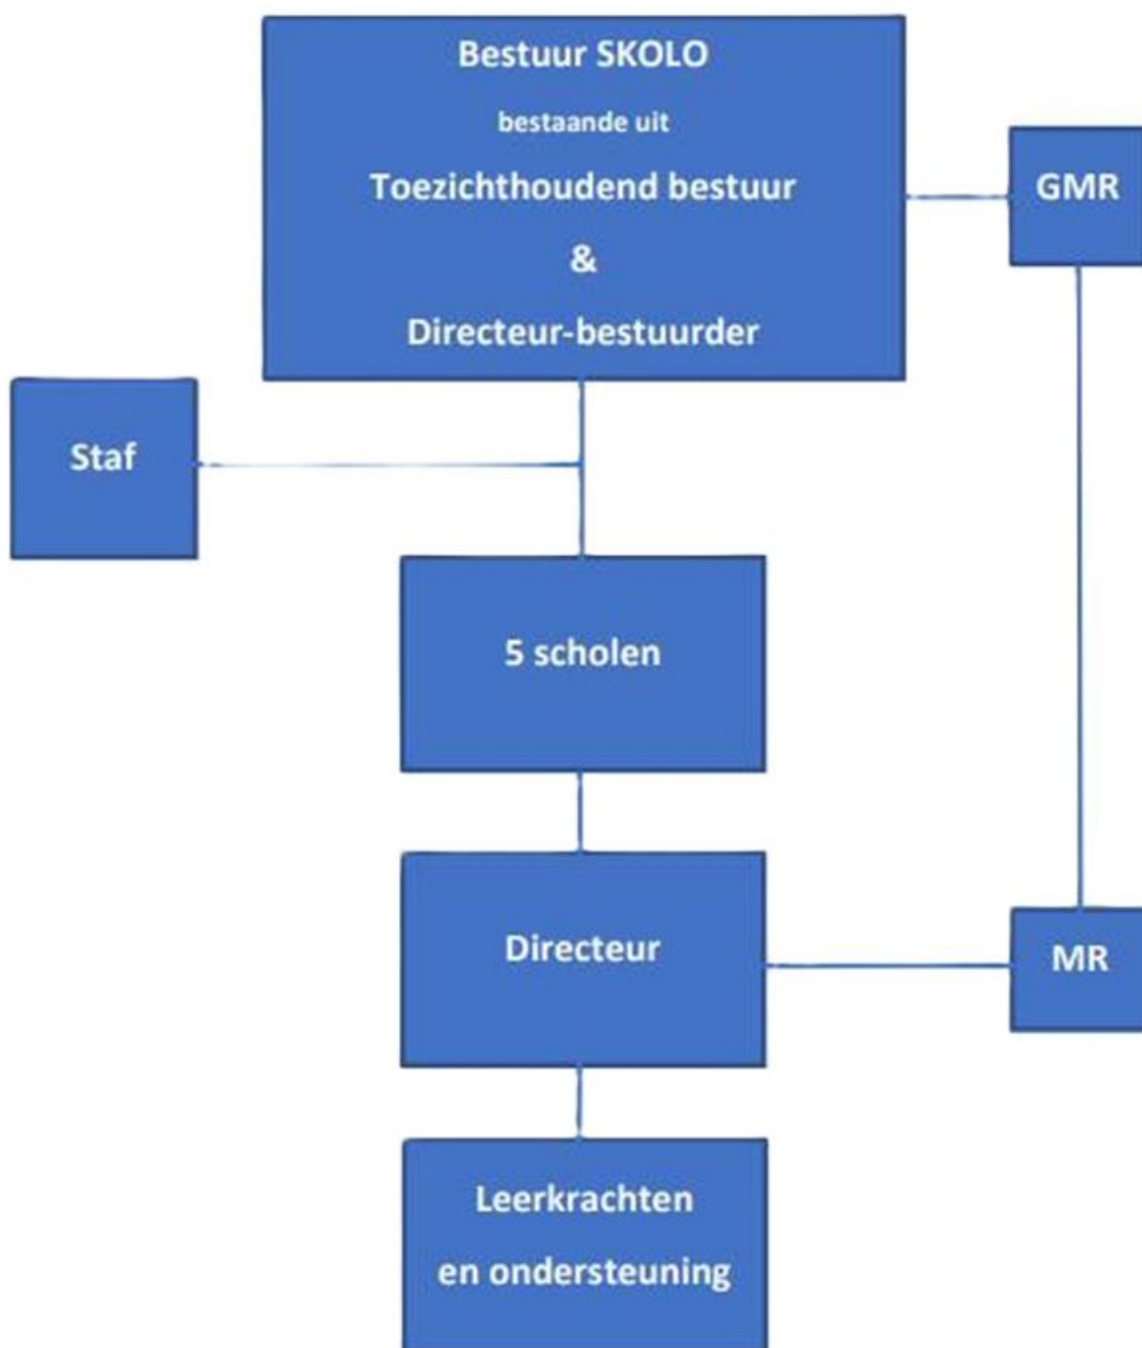 Bestuur SKOLO
bestaande uit
Toezichthoudend bestuur
&
Directeur-bestuurder
GMR
Staf
5 scholen
Directeur
MR
Leerkrachten
en ondersteuning